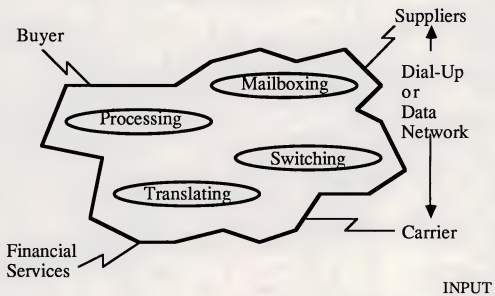 Suppliers
Buyer
Dial-Up
or
Data
Network
Mailboxing
Processing
Switching
Translating
Carrier
Financial
Services
INPUT